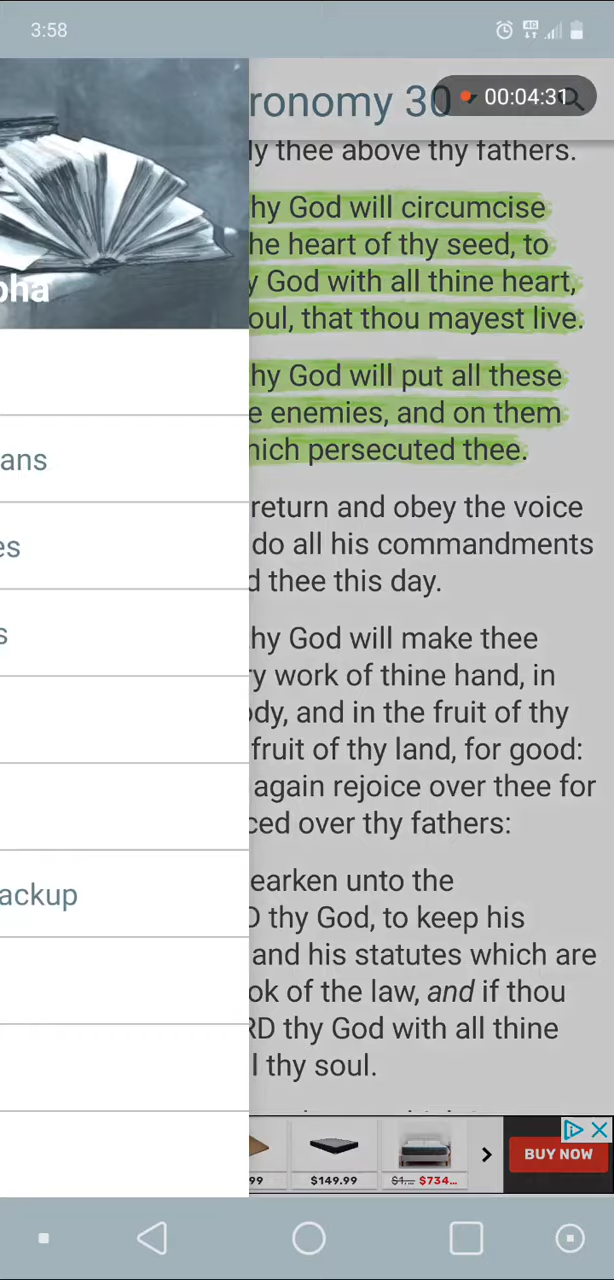 3:58
4G
ronomy 30
00:04:31
ly thee above thy fathers.
hy God will circumcise
he heart of thy seed, to
y God with all thine heart,
oul, that thou mayest live.
hy God will put all these
e enemies, and on them
hich persecuted thee.
return and obey the voice
do all his commandments
d thee this day.
hy God will make thee
ry work of thine hand, in
ody, and in the fruit of thy
fruit of thy land, for good:
again rejoice over thee for
ced over thy fathers:
earken unto the
D thy God, to keep his
and his statutes which are
ok of the law, and if thou
RD thy God with all thine
l thy soul.
pha
ans
es
s
ackup
99
$149.99
$1... $734...
BUY NOW